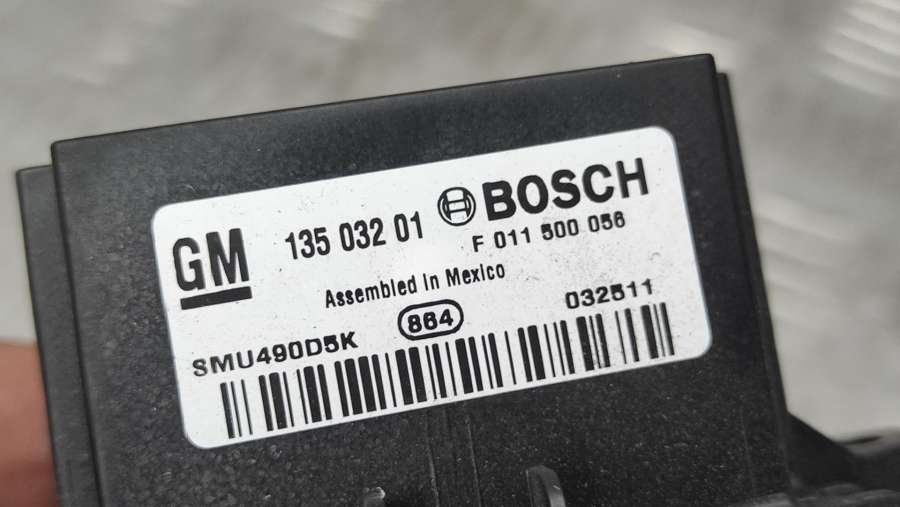 GM 135 032 01 BOSCH
F 011 500 056
Assembled in Mexico
864
032511
SMU490D5K